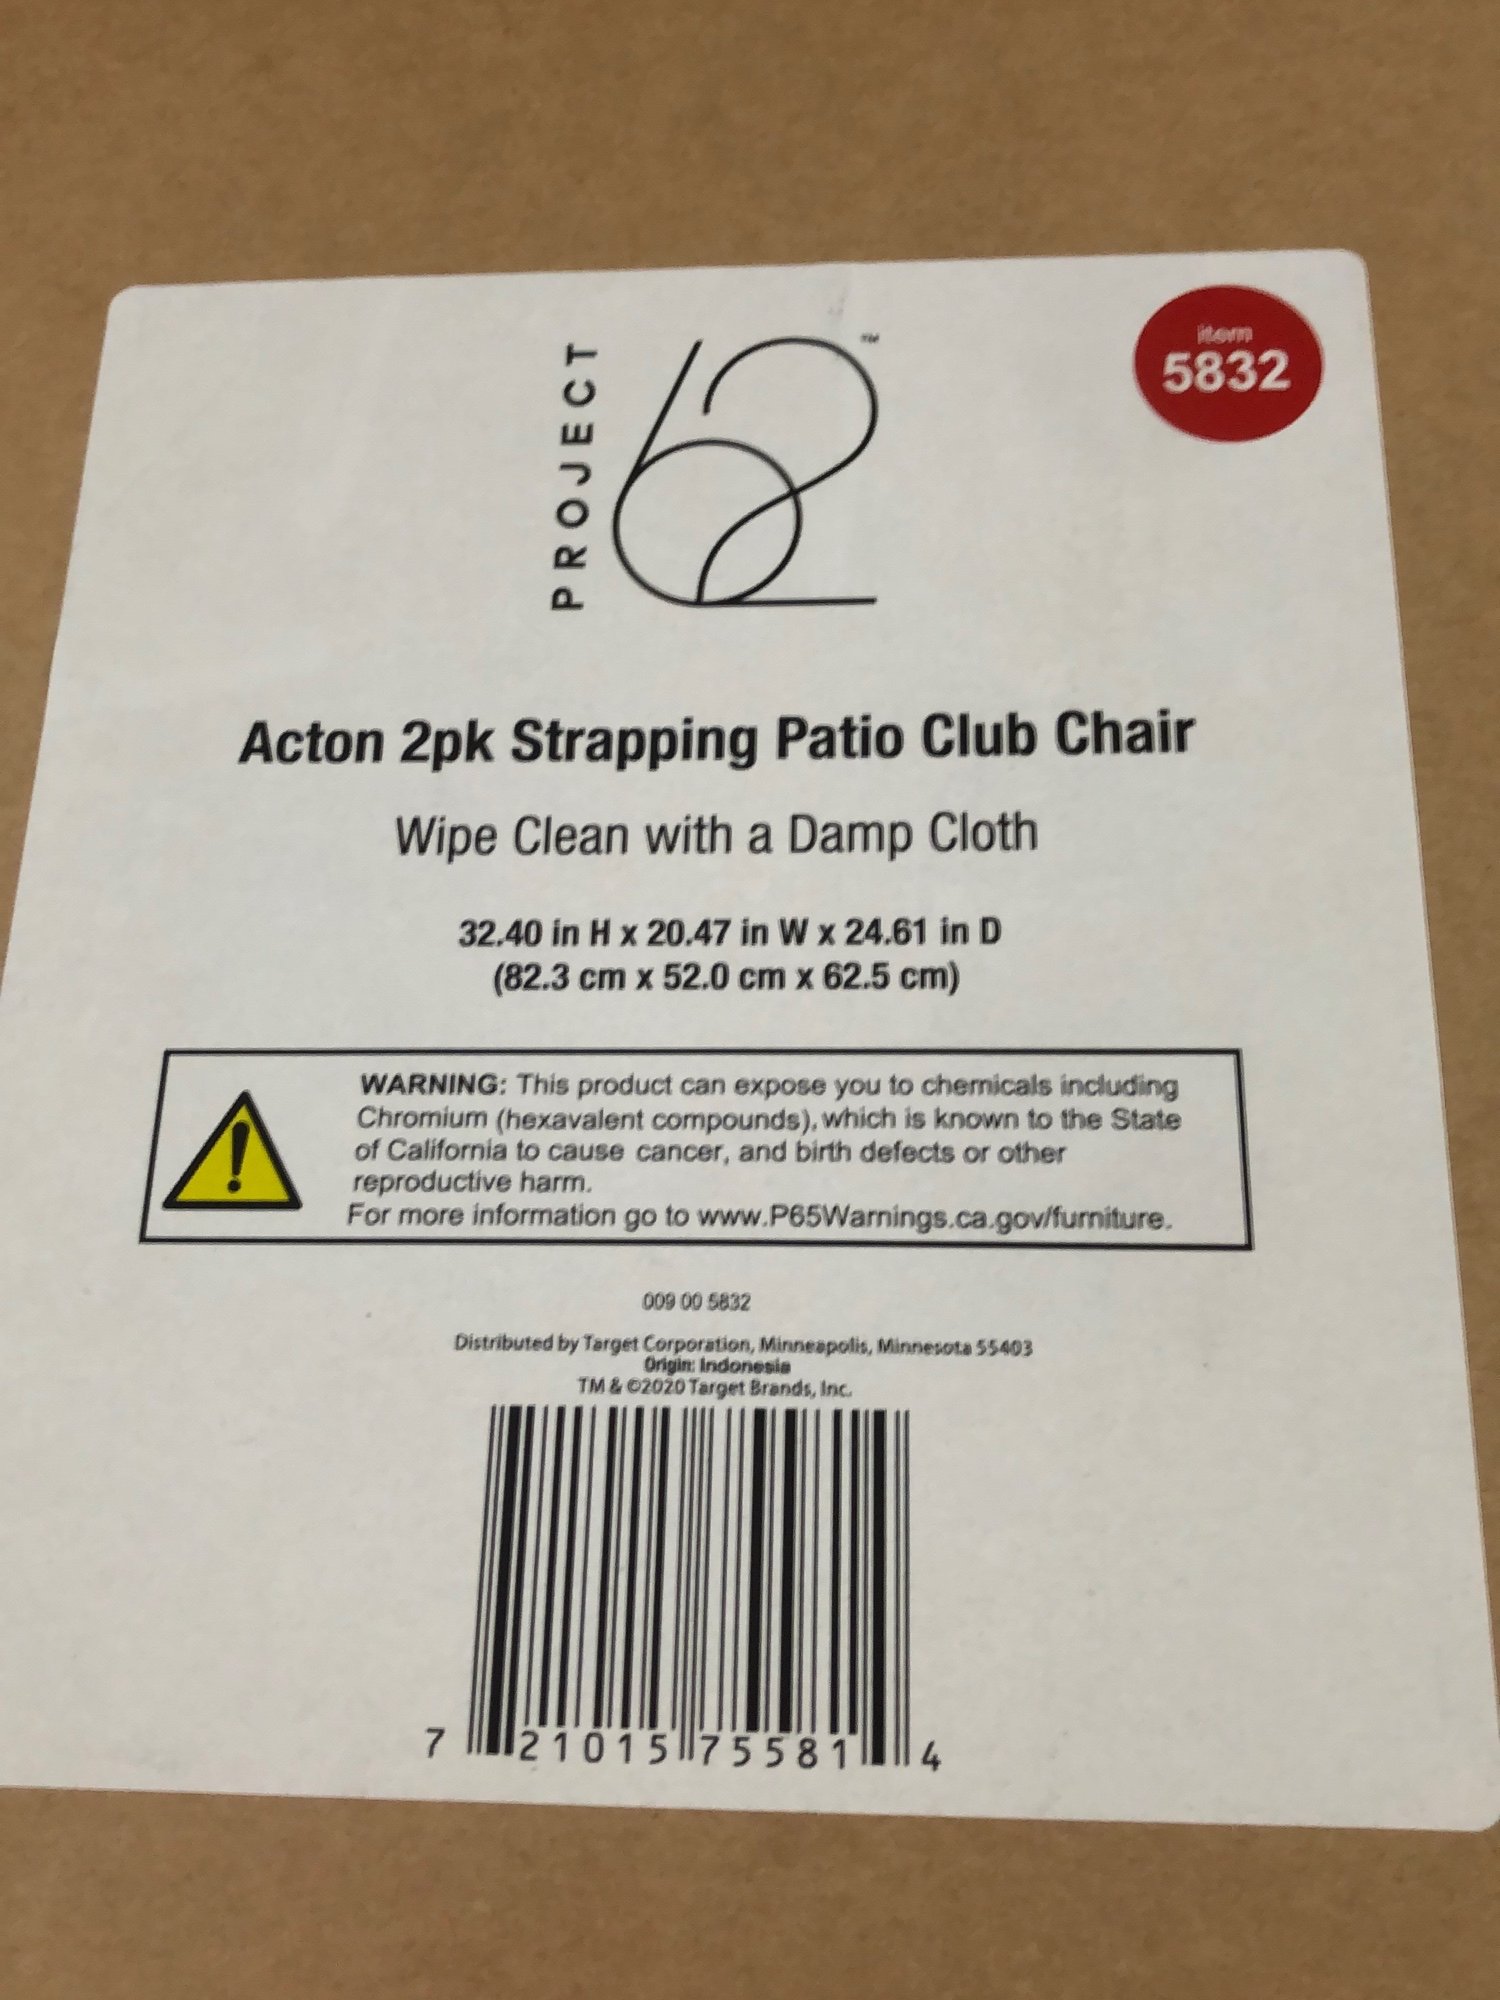 PROJECT
62
™
item
5832
Acton 2pk Strapping Patio Club Chair
Wipe Clean with a Damp Cloth
32.40 in H x 20.47 in W x 24.61 in D
(82.3 cm x 52.0 cm x 62.5 cm)
WARNING: This product can expose you to chemicals including
Chromium (hexavalent compounds), which is known to the State
of California to cause cancer, and birth defects or other
reproductive harm.
For more information go to www.P65Warnings.ca.gov/furniture.
009 00 5832
Distributed by Target Corporation, Minneapolis, Minnesota 55403
Origin: Indonesia
TM & ©2020 Target Brands, Inc.
7 21015 75581 4